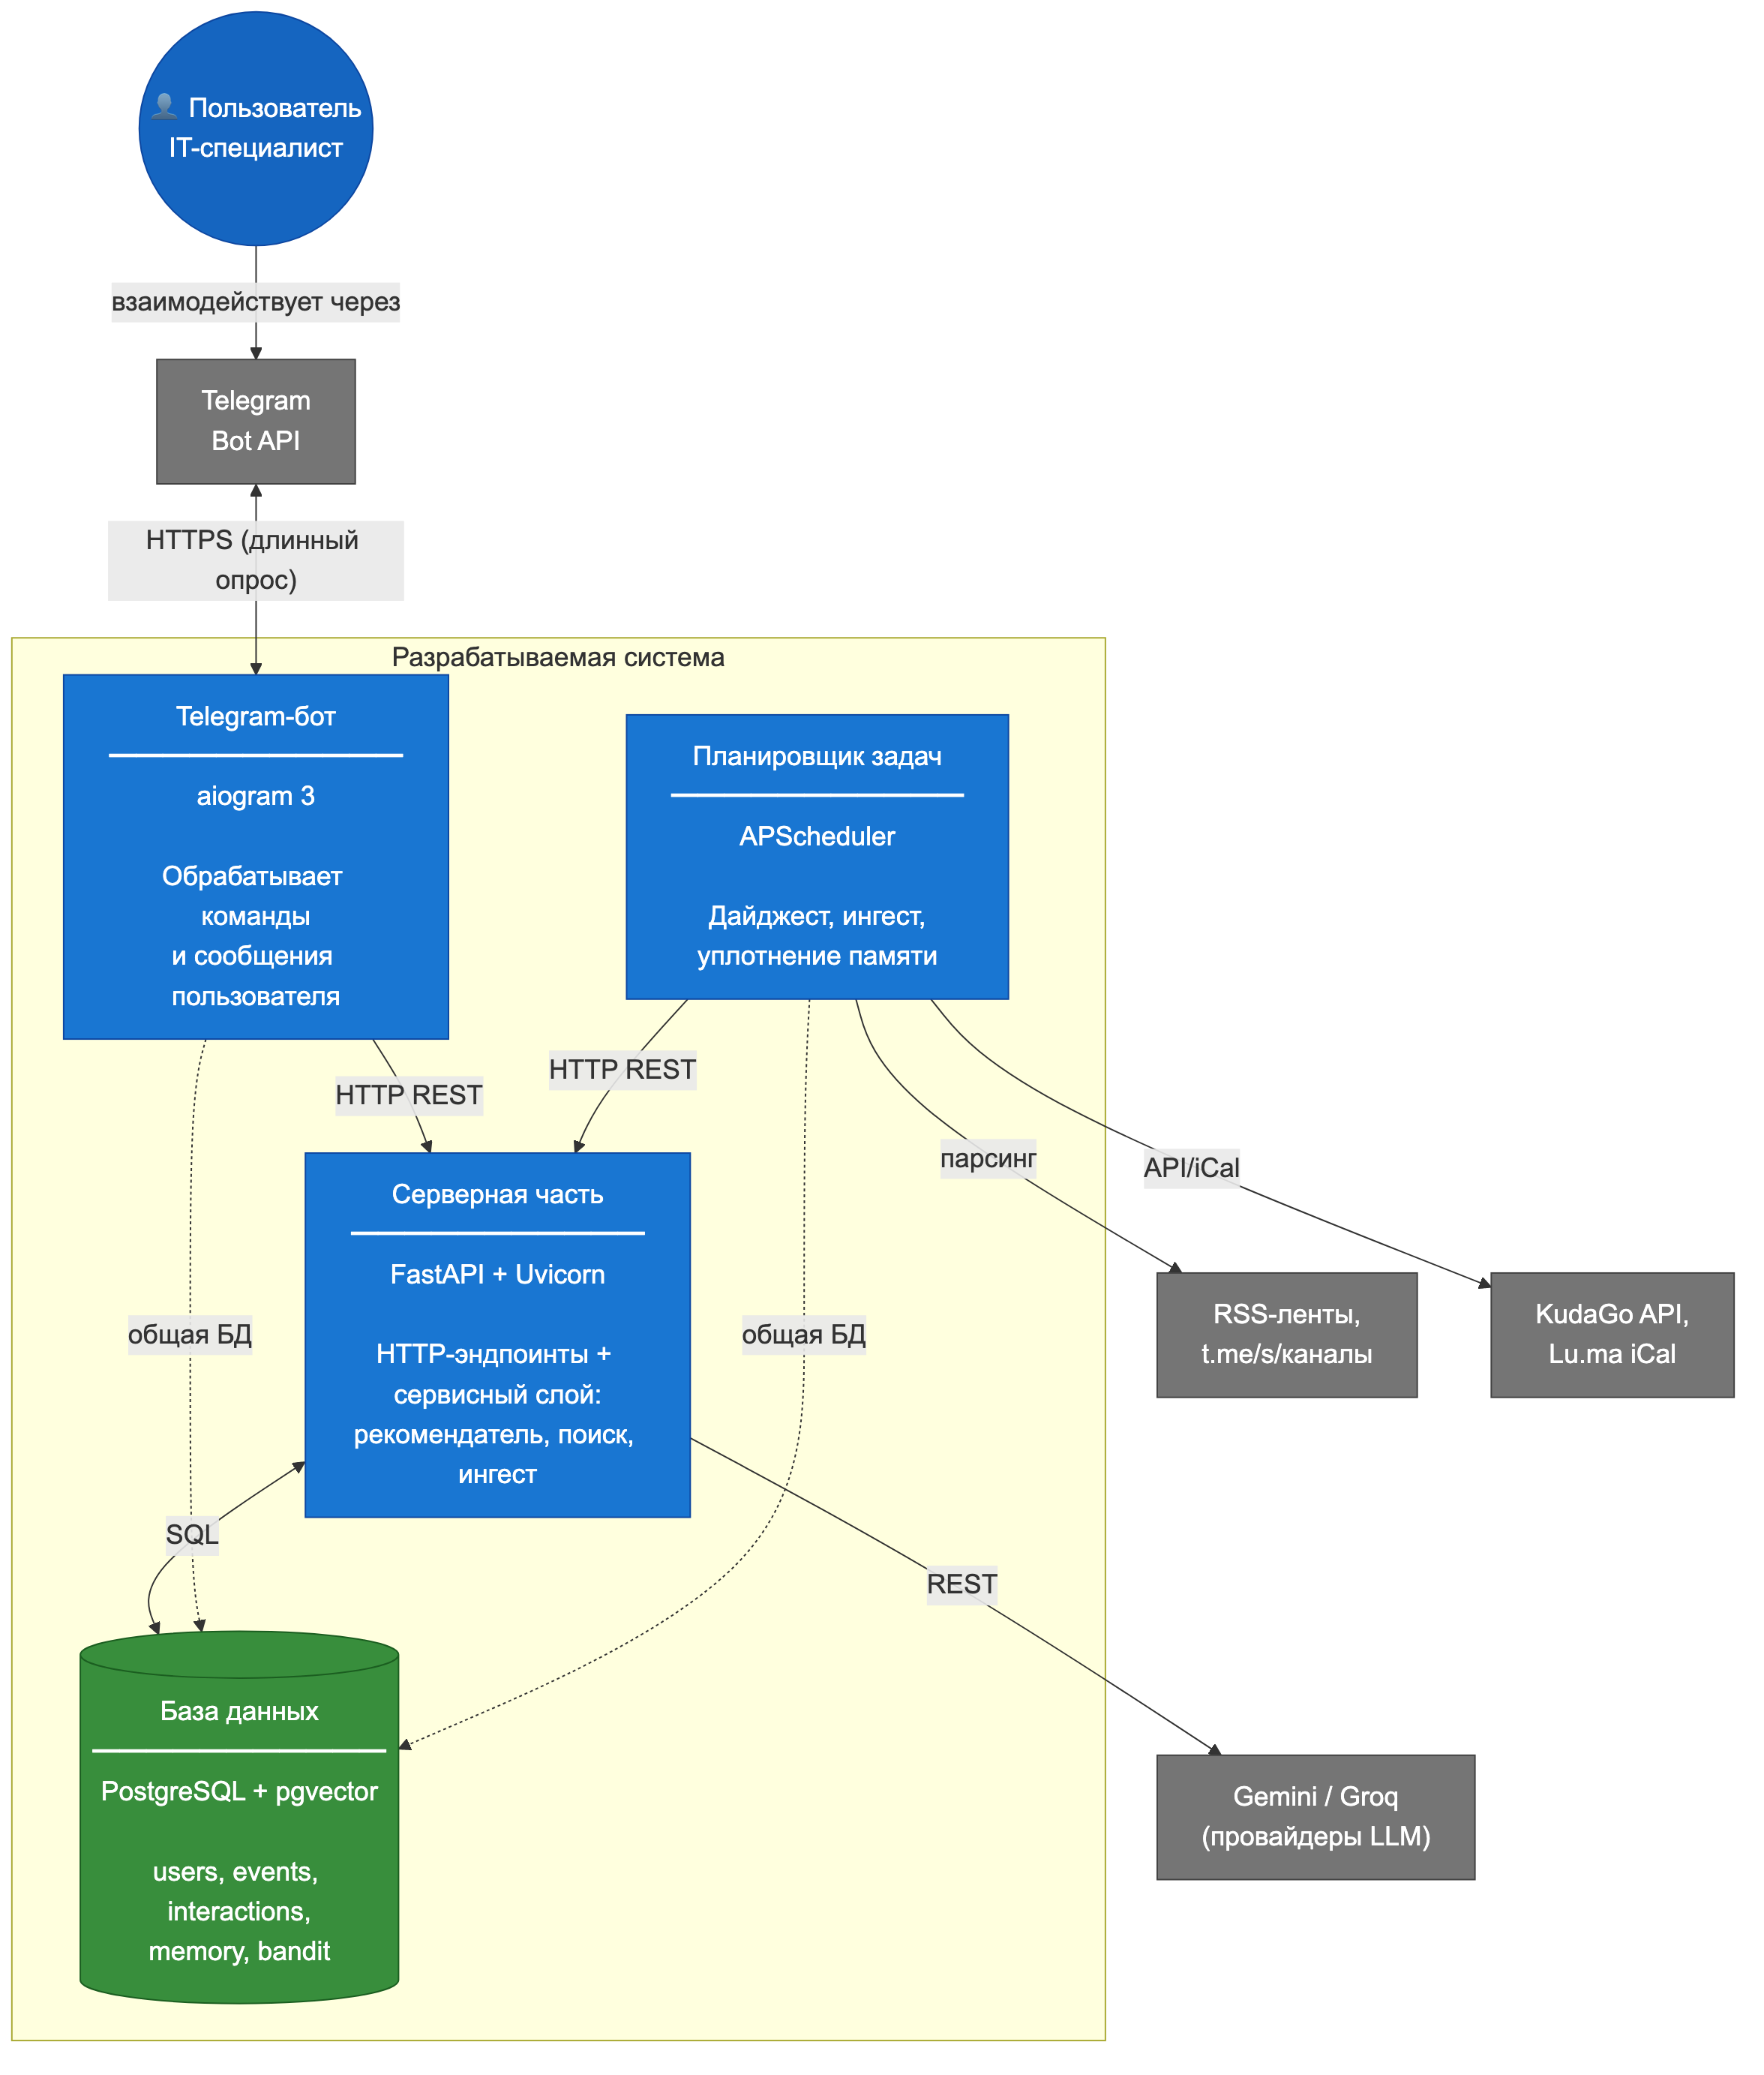 Пользователь
IT-специалист
взаимодействует через
Telegram
Bot API
HTTPS (длинный
опрос)
Разрабатываемая система
Telegram-бот
aiogram 3
Обрабатывает
команды
и сообщения
пользователя
Планировщик задач
APScheduler
Дайджест, ингест,
уплотнение памяти
HTTP REST
HTTP REST
парсинг
API/iCal
Серверная часть
FastAPI + Uvicorn
HTTP-эндпоинты +
сервисный слой:
рекомендатель, поиск,
ингест
общая БД
общая БД
RSS-ленты,
t.me/s/каналы
KudaGo API,
Lu.ma iCal
SQL
REST
База данных
PostgreSQL + pgvector
users, events,
interactions,
memory, bandit
Gemini / Groq
(провайдеры LLM)